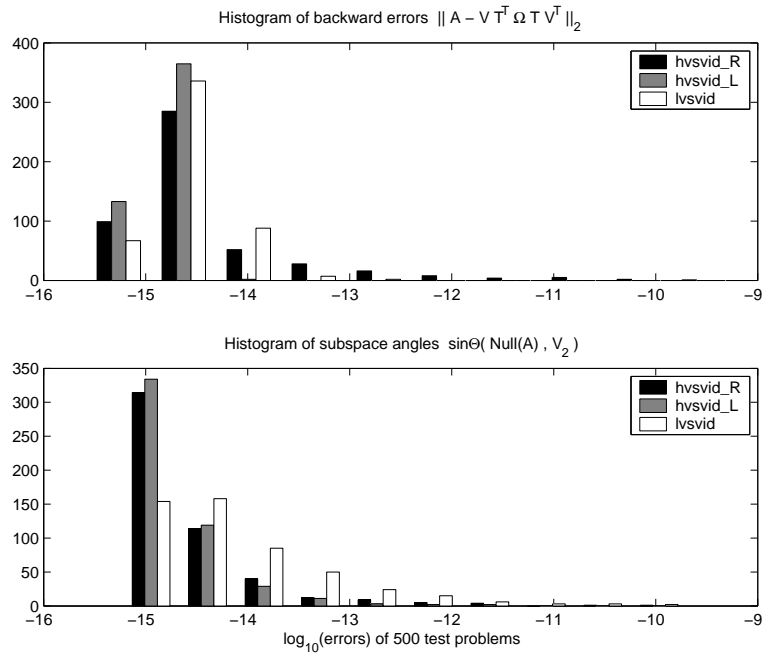 Histogram of backward errors || A − V T^T Ω T V^T ||_2
400
300
200
100
0
hvsvid_R
hvsvid_L
lvsvid
−16 −15 −14 −13 −12 −11 −10 −9
Histogram of subspace angles sinΘ( Null(A) , V_2 )
350
300
250
200
150
100
50
0
hvsvid_R
hvsvid_L
lvsvid
−16 −15 −14 −13 −12 −11 −10 −9
log_10(errors) of 500 test problems